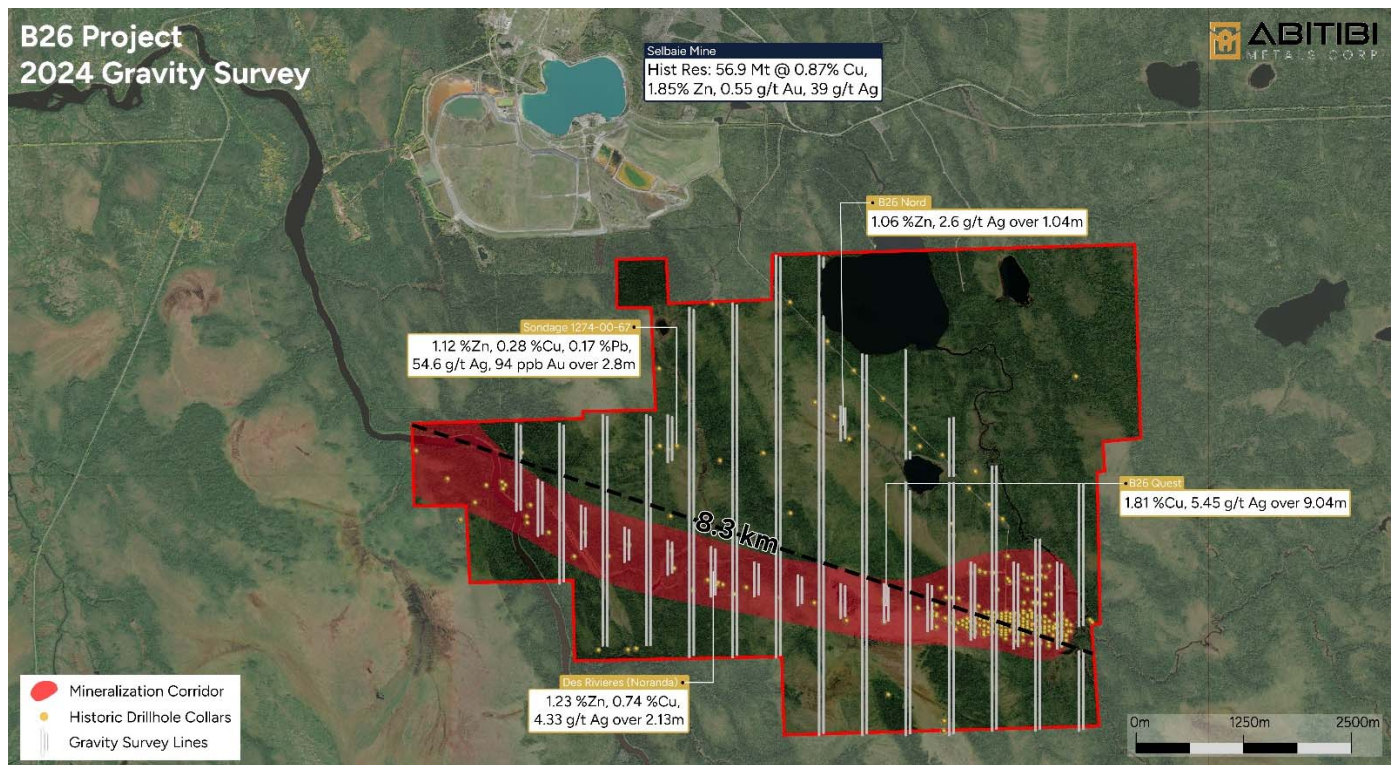 B26 Project
2024 Gravity Survey
ABITIBI
METALS CORP
Selbaie Mine
Hist Res: 56.9 Mt @ 0.87% Cu,
1.85% Zn, 0.55 g/t Au, 39 g/t Ag
B26 Nord
1.06 %Zn, 2.6 g/t Ag over 1.04m
Sondage 1274-00-67
1.12 %Zn, 0.28 %Cu, 0.17 %Pb,
54.6 g/t Ag, 94 ppb Au over 2.8m
B26 Quest
1.81 %Cu, 5.45 g/t Ag over 9.04m
8.3 km
Des Rivieres (Noranda)
1.23 %Zn, 0.74 %Cu,
4.33 g/t Ag over 2.13m
Mineralization Corridor
Historic Drillhole Collars
Gravity Survey Lines
0m 1250m 2500m